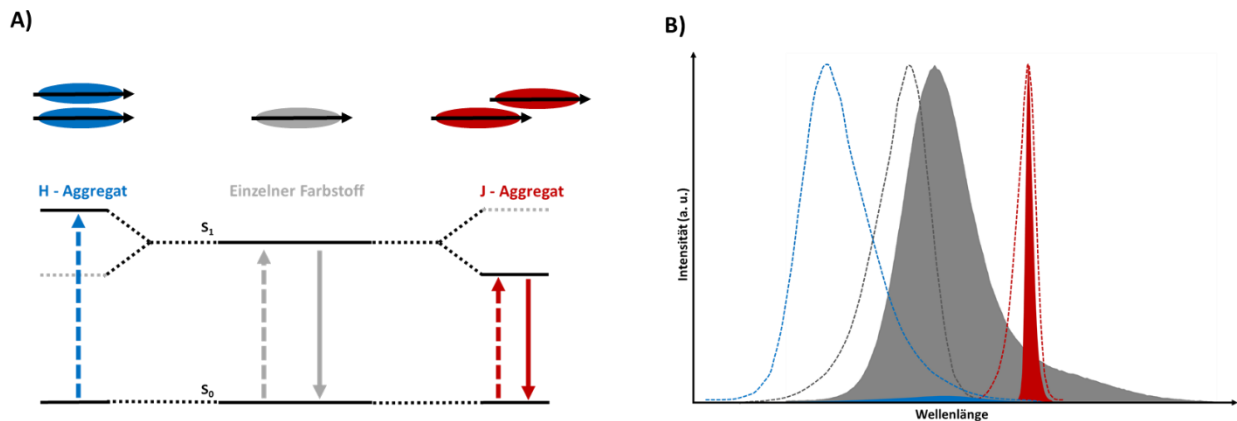 A)
H - Aggregat
Einzelner Farbstoff
J - Aggregat
S1
S0
B)
Intensität (a. u.)
Wellenlänge